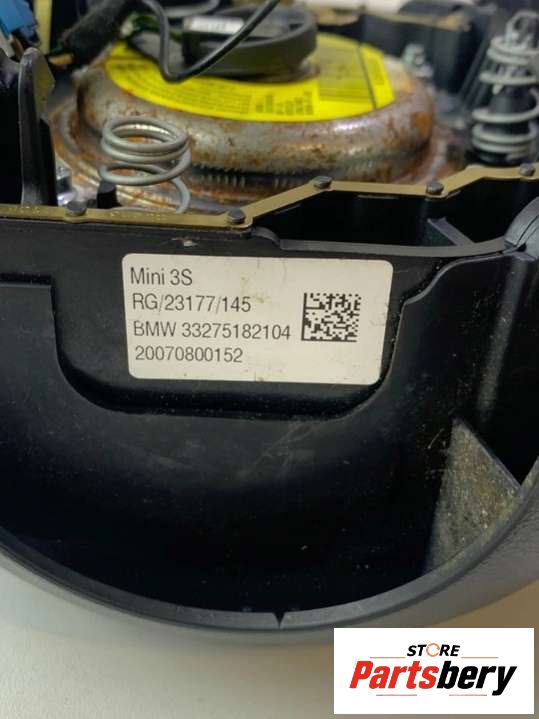 Mini 3S
RG/23177/145
BMW 33275182104
20070800152
STORE
Partsbery